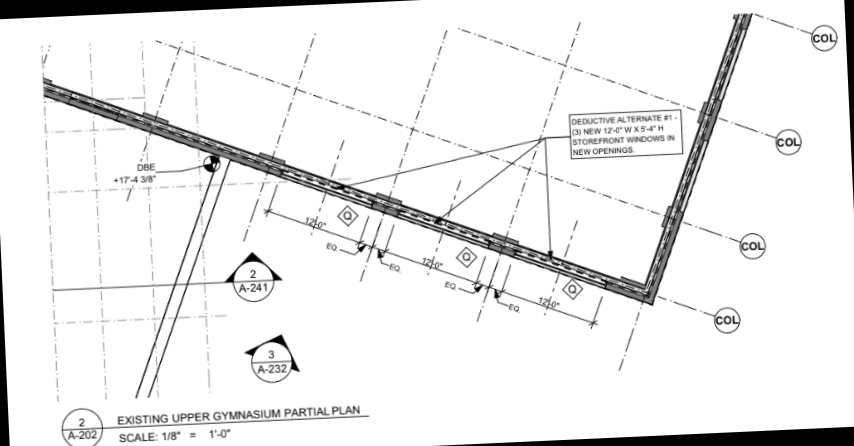 COL
DEDUCTIVE ALTERNATE #1 -
(3) NEW 12'-0" W X 5'-4" H
STOREFRONT WINDOWS IN
NEW OPENINGS.
COL
DBE
+17'-4 3/8"
12'-0"
Q
EQ.
EQ.
12'-0"
Q
EQ.
EQ.
12'-0"
Q
COL
COL
2
A-241
3
A-232
2
A-202
EXISTING UPPER GYMNASIUM PARTIAL PLAN
SCALE: 1/8" = 1'-0"